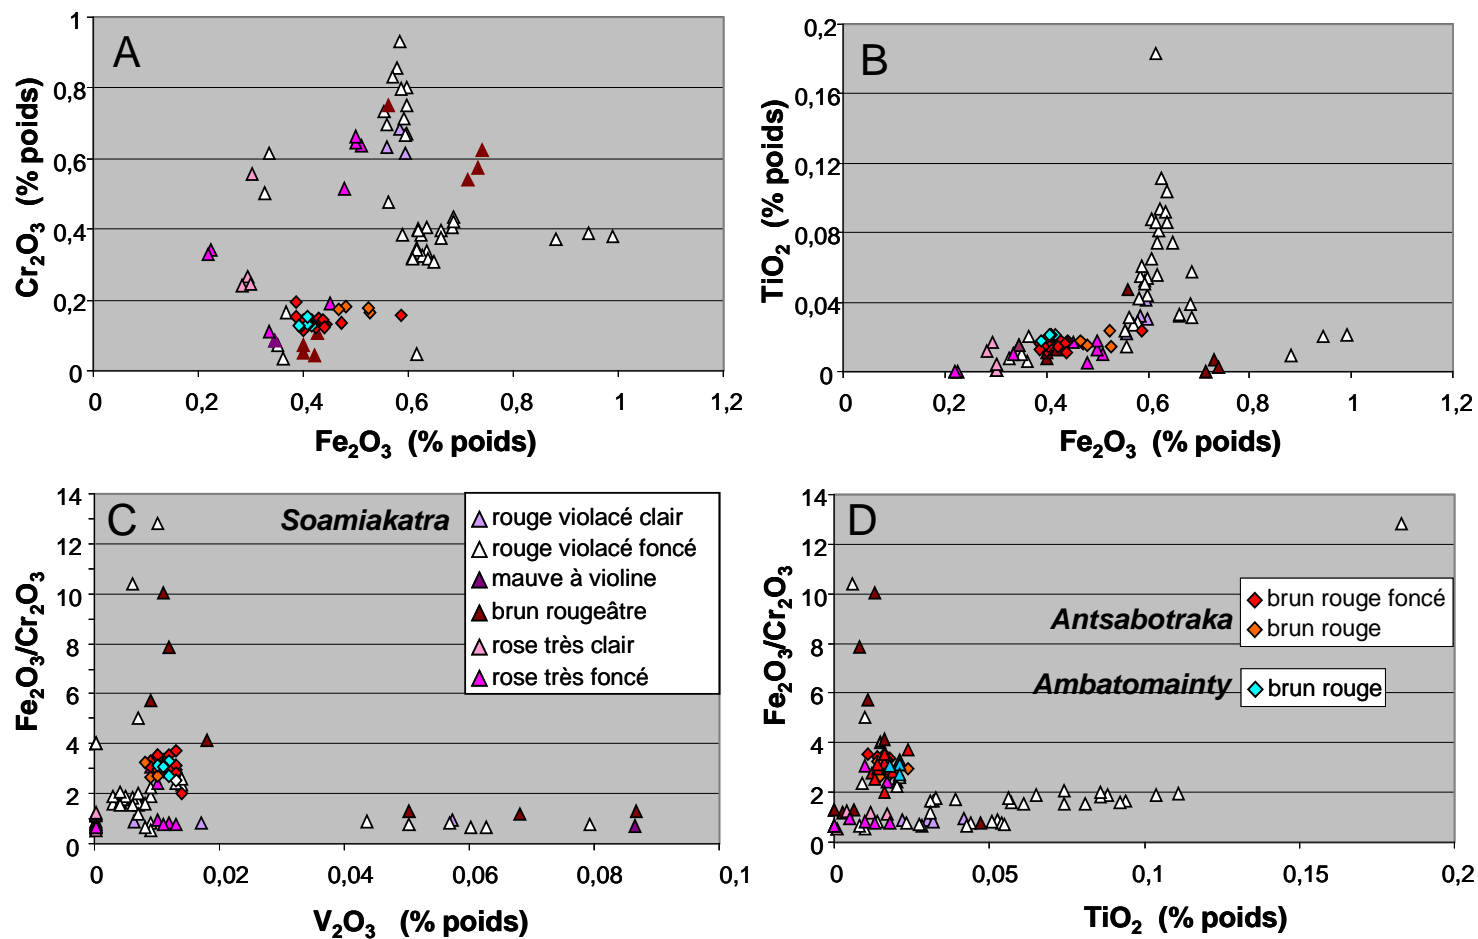 A
1
0,8
0,6
0,4
0,2
0
Cr₂O₃ (% poids)
0 0,2 0,4 0,6 0,8 1 1,2
Fe₂O₃ (% poids)
B
0,2
0,16
0,12
0,08
0,04
0
TiO₂ (% poids)
0 0,2 0,4 0,6 0,8 1 1,2
Fe₂O₃ (% poids)
C
14
12
10
8
6
4
2
0
Fe₂O₃/Cr₂O₃
Soamiakatra
rouge violacé clair
rouge violacé foncé
mauve à violine
brun rougeâtre
rose très clair
rose très foncé
0 0,02 0,04 0,06 0,08 0,1
V₂O₃ (% poids)
D
14
12
10
8
6
4
2
0
Fe₂O₃/Cr₂O₃
Antsabotraka
brun rouge foncé
brun rouge
Ambatomainty
brun rouge
0 0,05 0,1 0,15 0,2
TiO₂ (% poids)